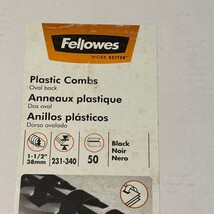 Fellowes
WORK BETTER
Plastic Combs
Oval back
Anneaux plastique
Dos oval
Anillos plásticos
Dorso ovalado
1-1/2"
38mm
231-340
50
Black
Noir
Nero